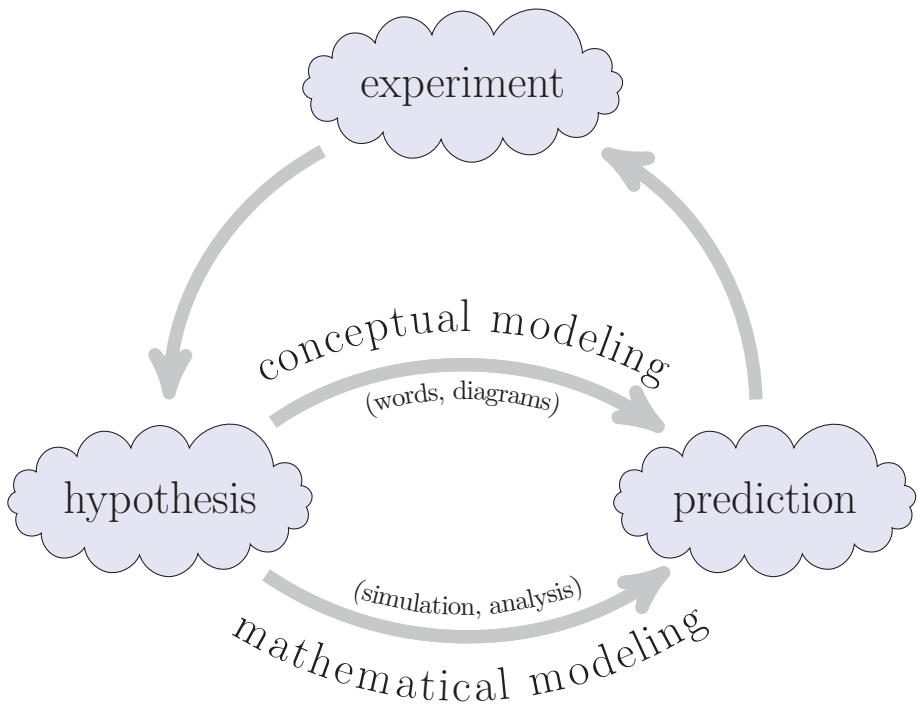 experiment
conceptual modeling
(words, diagrams)
hypothesis
prediction
(simulation, analysis)
mathematical modeling